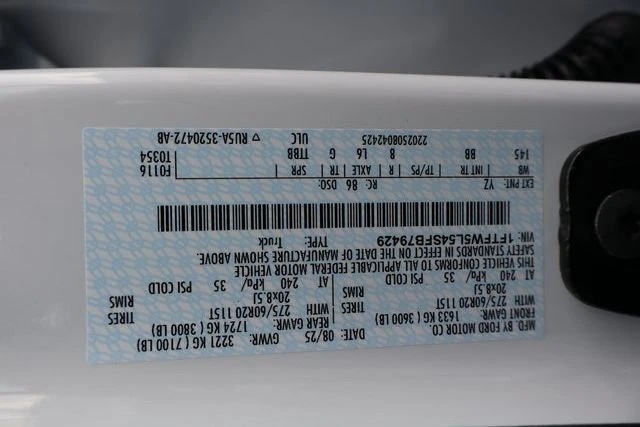 MFD. BY FORD MOTOR CO.
DATE: 08/25 GVWR: 3221 KG ( 7100 LB)
FRONT GAWR: 1633 KG ( 3600 LB) REAR GAWR: 1724 KG ( 3800 LB)
WITH 275/60R20 115T TIRES WITH 275/60R20 115T TIRES
20x8.5J RIMS 20x8.5J RIMS
AT 240 kPa/ 35 PSI COLD AT 240 kPa/ 35 PSI COLD
THIS VEHICLE CONFORMS TO ALL APPLICABLE FEDERAL MOTOR VEHICLE
SAFETY STANDARDS IN EFFECT ON THE DATE OF MANUFACTURE SHOWN ABOVE.
VIN: 1FTFW5L54SFB79429 TYPE: Truck
EXT PNT: YZ RC: 86 DSO: F0116
WB INT TR TP/PS R AXLE TR SPR T0354
145 BB 8 L6 G TTBB
2202508042425 ULC ▽ RU5A-3520472-AB